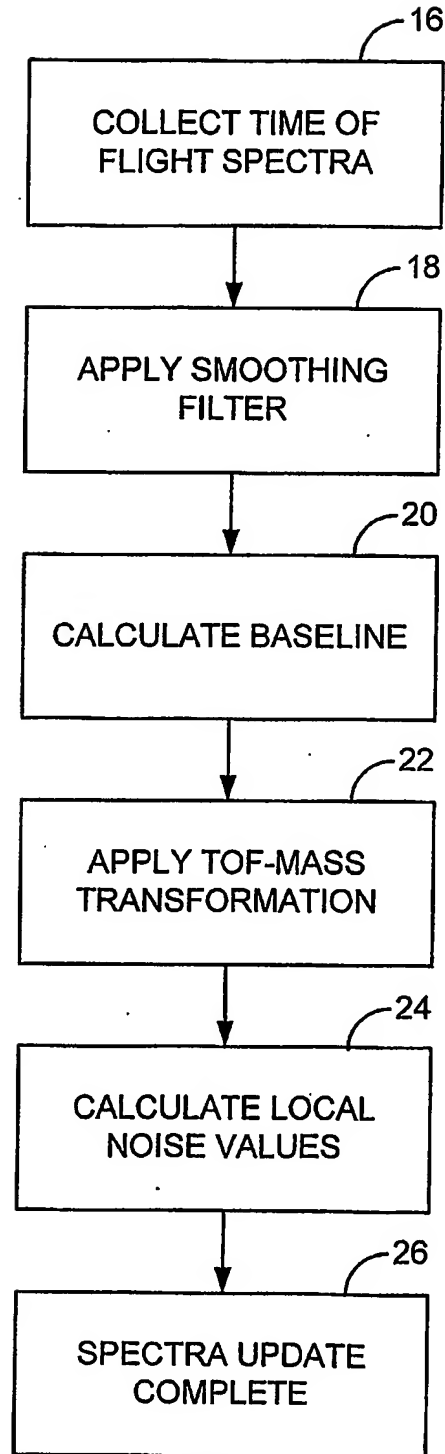 16
COLLECT TIME OF
FLIGHT SPECTRA
18
APPLY SMOOTHING
FILTER
20
CALCULATE BASELINE
22
APPLY TOF-MASS
TRANSFORMATION
24
CALCULATE LOCAL
NOISE VALUES
26
SPECTRA UPDATE
COMPLETE